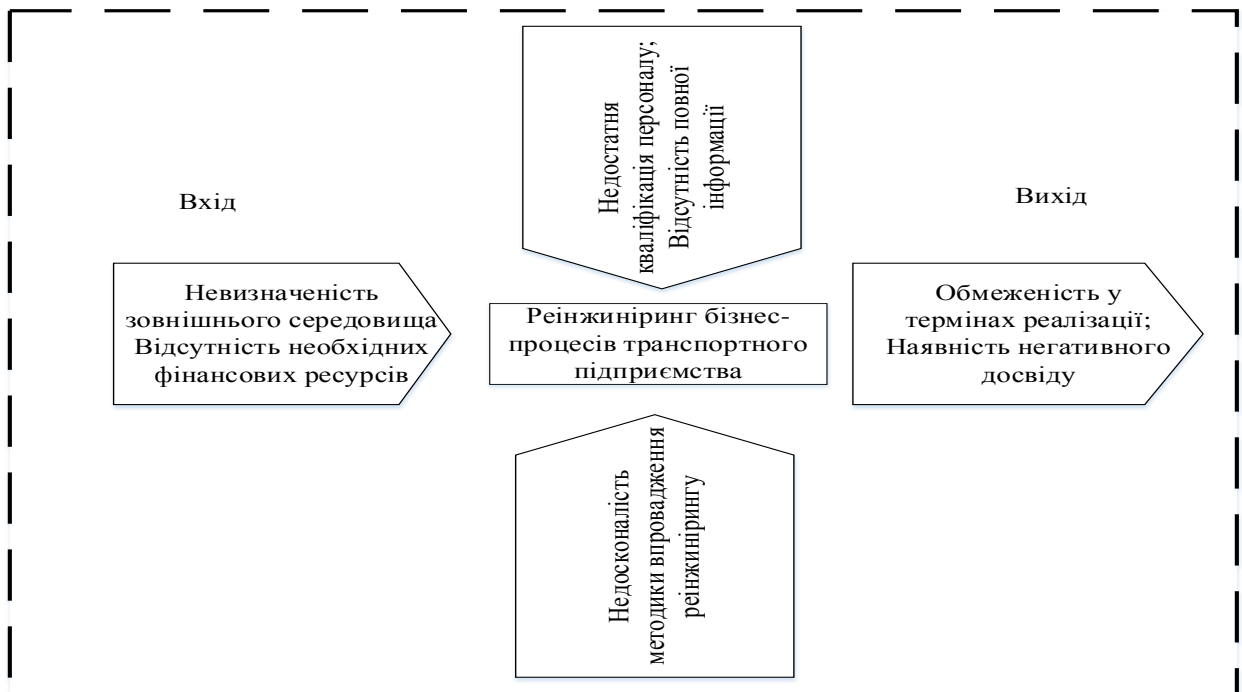 Недостатня
кваліфікація персоналу;
Відсутність повної
інформації
Вхід
Вихід
Невизначеність
зовнішнього середовища
Відсутність необхідних
фінансових ресурсів
Реінжиніринг бізнес-
процесів транспортного
підприємства
Обмеженість у
термінах реалізації;
Наявність негативного
досвіду
Недосконалість
методики впровадження
реінжинірингу